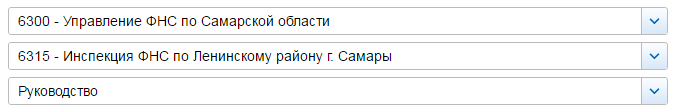 6300 - Управление ФНС по Самарской области
6315 - Инспекция ФНС по Ленинскому району г. Самары
Руководство